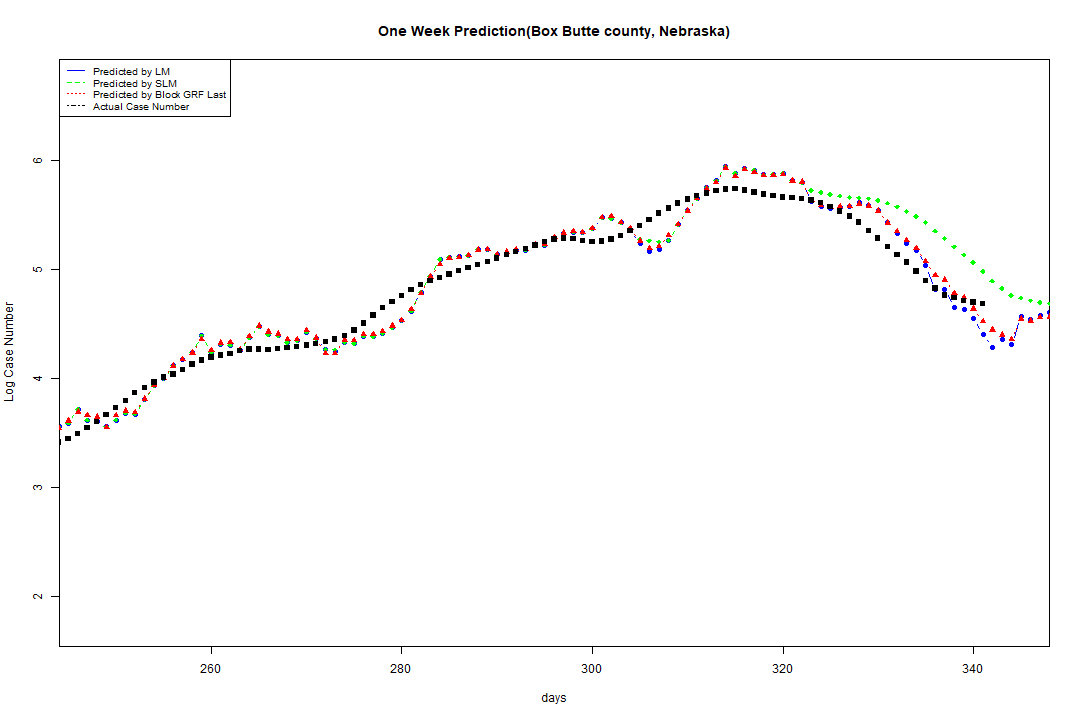 One Week Prediction(Box Butte county, Nebraska)
Predicted by LM
Predicted by SLM
Predicted by Block GRF Last
Actual Case Number
6
5
4
3
2
Log Case Number
260 280 300 320 340
days